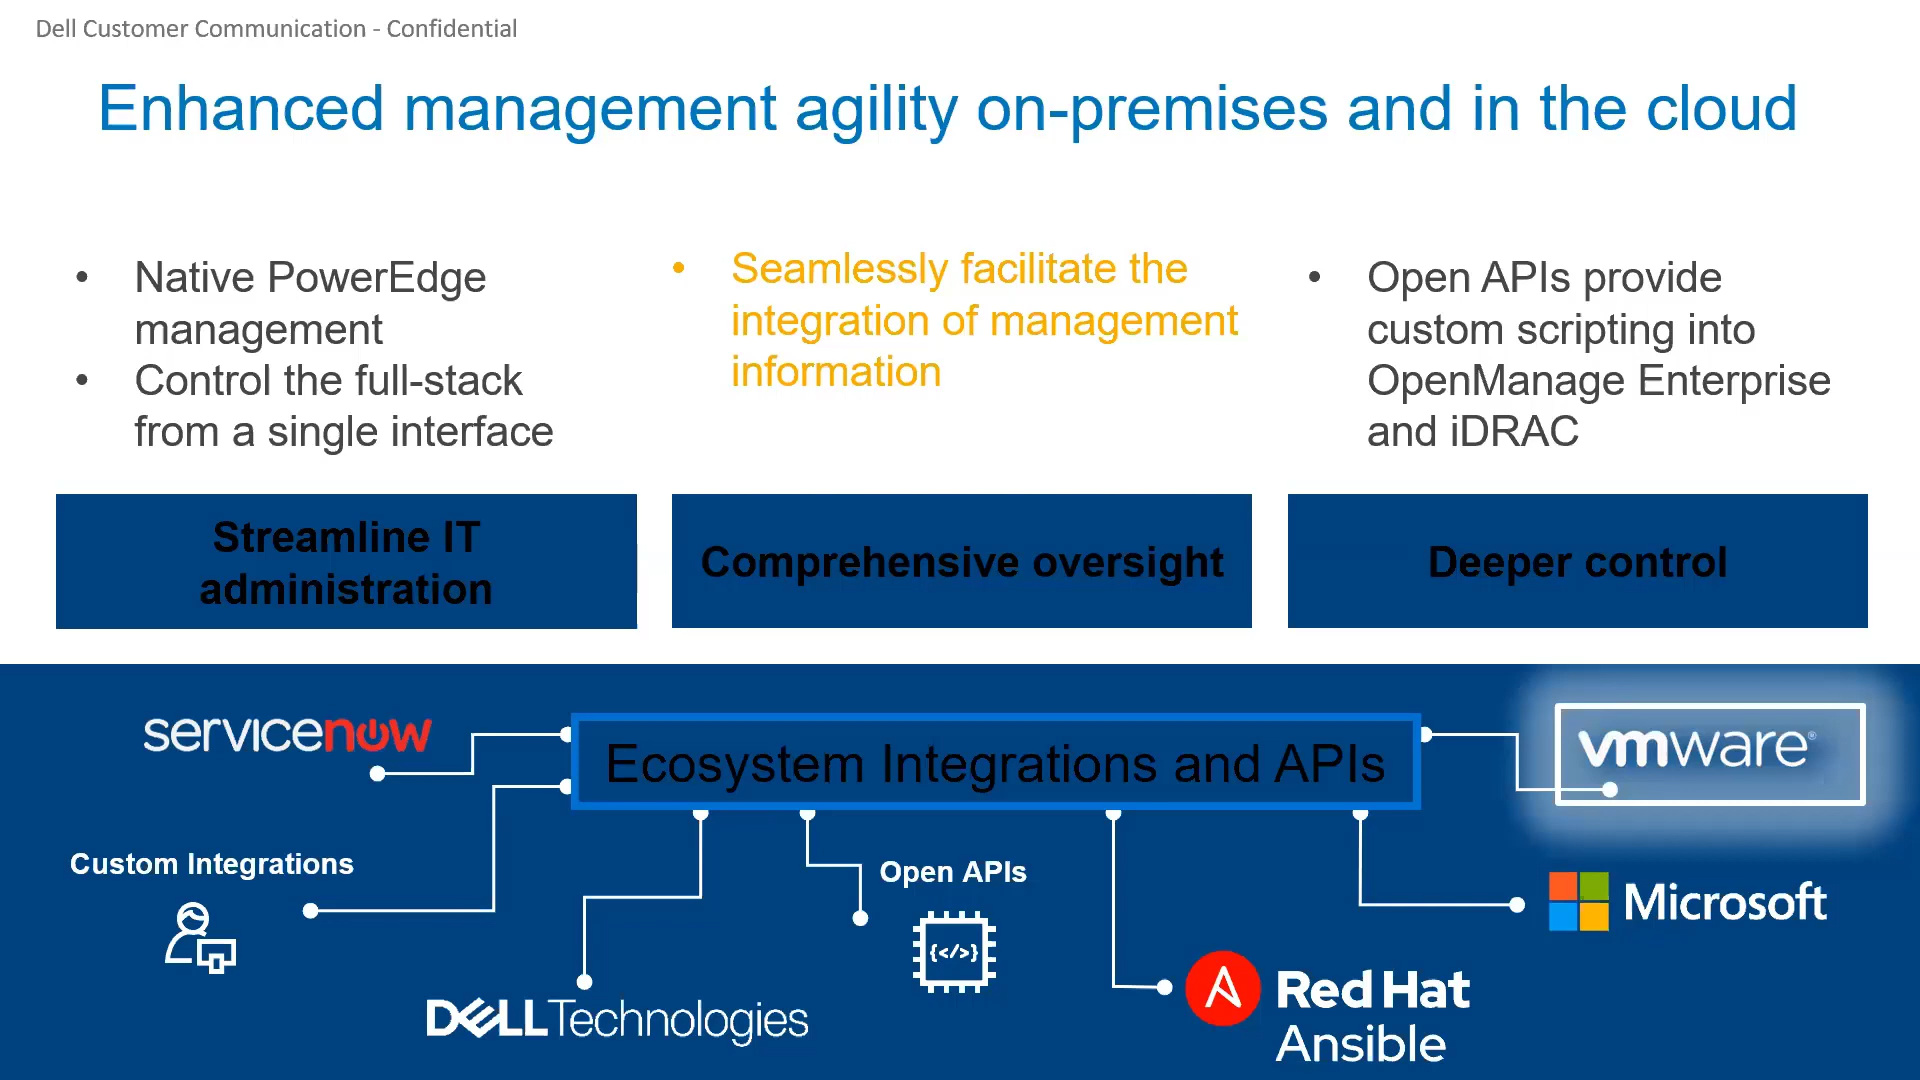 Dell Customer Communication - Confidential
Enhanced management agility on-premises and in the cloud
• Native PowerEdge
management
• Control the full-stack
from a single interface
• Seamlessly facilitate the
integration of management
information
• Open APIs provide
custom scripting into
OpenManage Enterprise
and iDRAC
Streamline IT
administration
Comprehensive oversight
Deeper control
servicenow
Ecosystem Integrations and APIs
vmware®
Custom Integrations
Open APIs
{</>}
Microsoft
DELL Technologies
Red Hat
Ansible